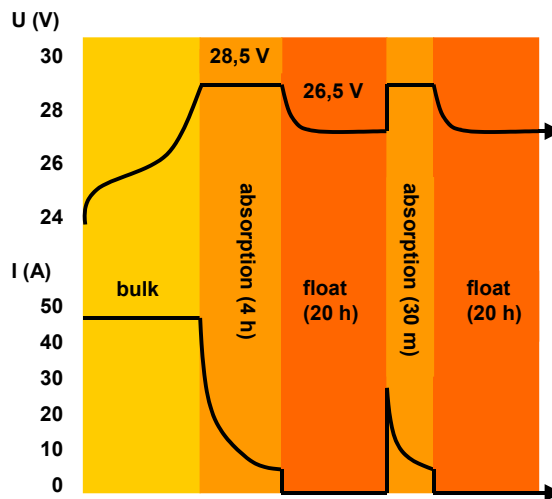 U (V)
30
28,5 V
28
26,5 V
26
24
absorption (4 h)
absorption (30 m)
I (A)
bulk
float
(20 h)
float
(20 h)
50
40
30
20
10
0